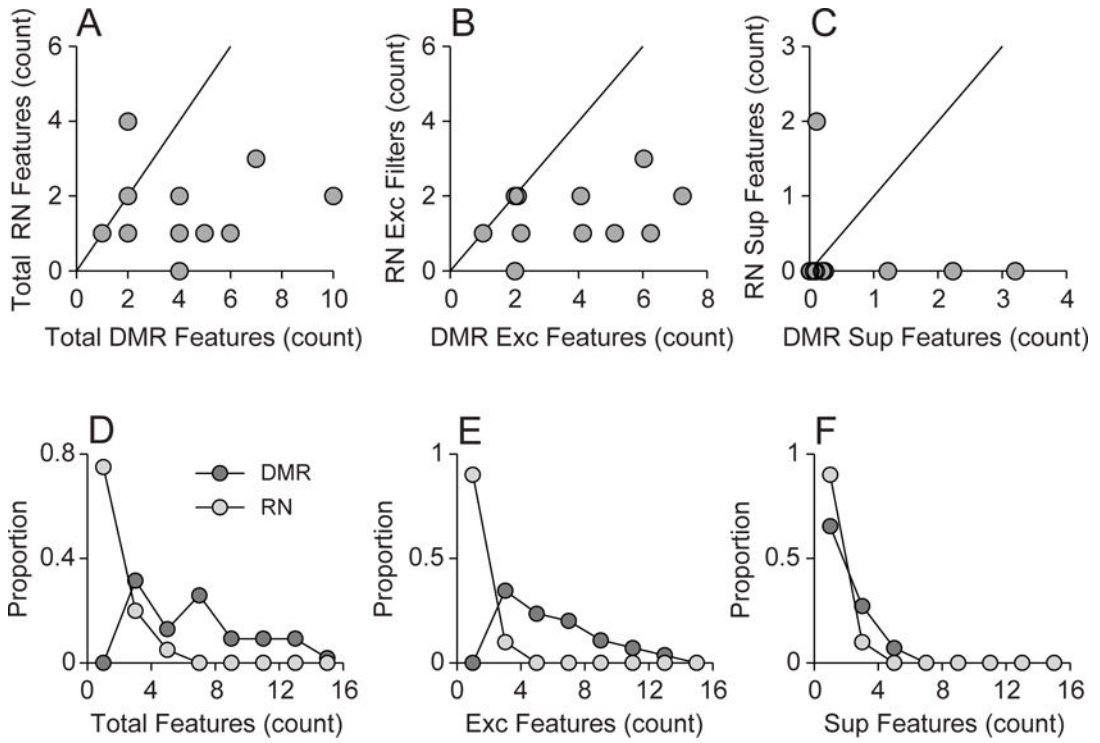 A
6
4
2
0
0 2 4 6 8 10
Total RN Features (count)
Total DMR Features (count)
B
6
4
2
0
0 2 4 6 8
RN Exc Filters (count)
DMR Exc Features (count)
C
3
2
1
0
0 1 2 3 4
RN Sup Features (count)
DMR Sup Features (count)
D
0.8
0.4
0
0 4 8 12 16
Proportion
Total Features (count)
DMR
RN
E
1
0.5
0
0 4 8 12 16
Proportion
Exc Features (count)
F
1
0.5
0
0 4 8 12 16
Proportion
Sup Features (count)